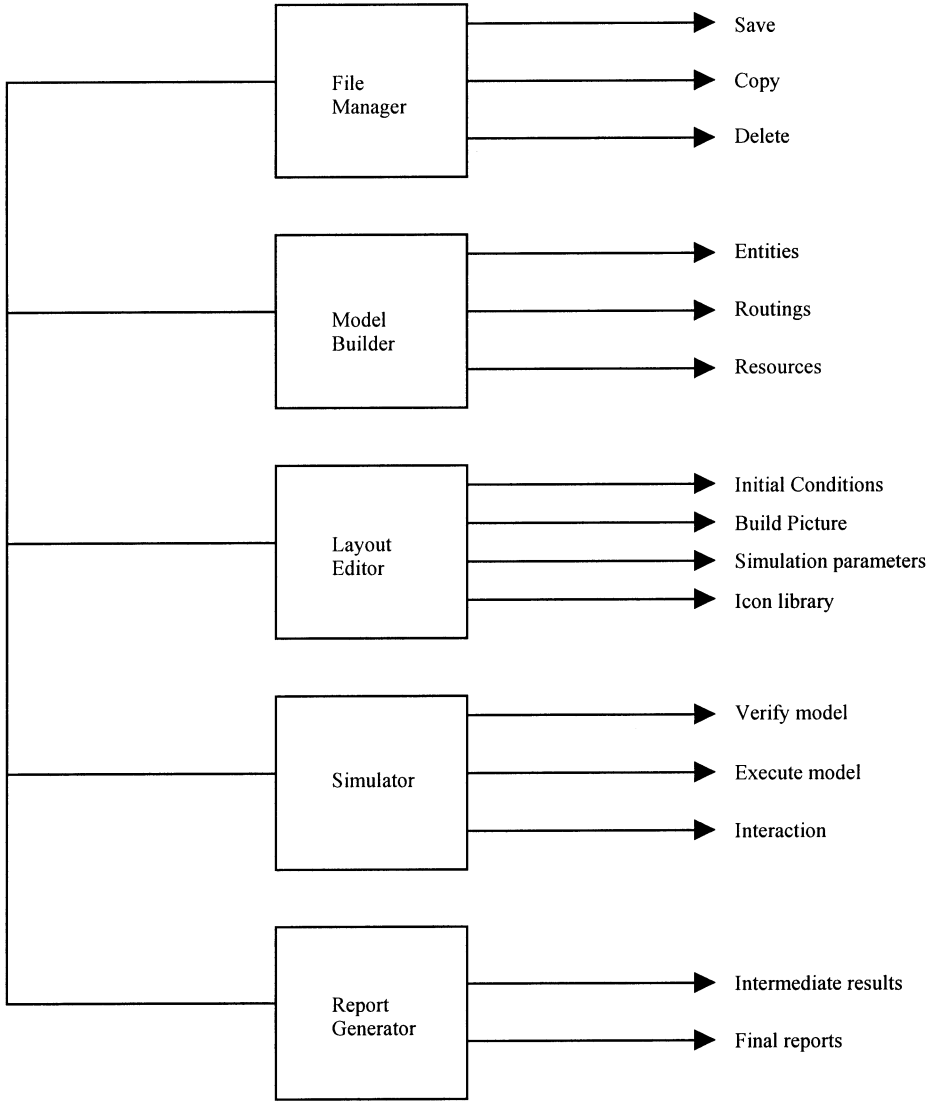 File
Manager
Save
Copy
Delete
Model
Builder
Entities
Routings
Resources
Layout
Editor
Initial Conditions
Build Picture
Simulation parameters
Icon library
Simulator
Verify model
Execute model
Interaction
Report
Generator
Intermediate results
Final reports